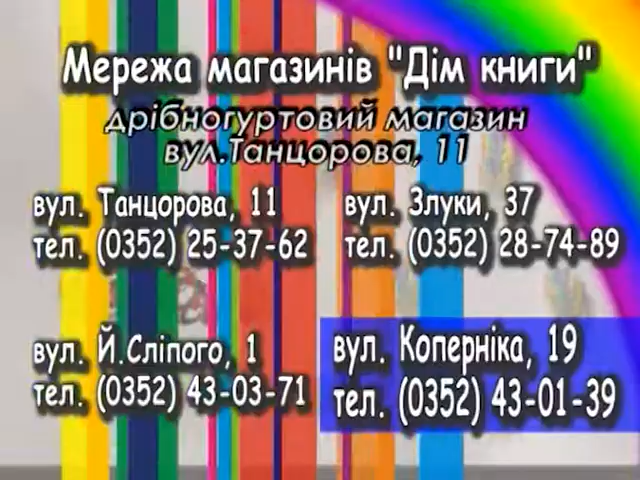 Мережа магазинів "Дім книги"
дрібногуртовий магазин
вул.Танцорова, 11
вул. Танцорова, 11
тел. (0352) 25-37-62
вул. Злуки, 37
тел. (0352) 28-74-89
вул. Й.Сліпого, 1
тел. (0352) 43-03-71
вул. Коперніка, 19
тел. (0352) 43-01-39